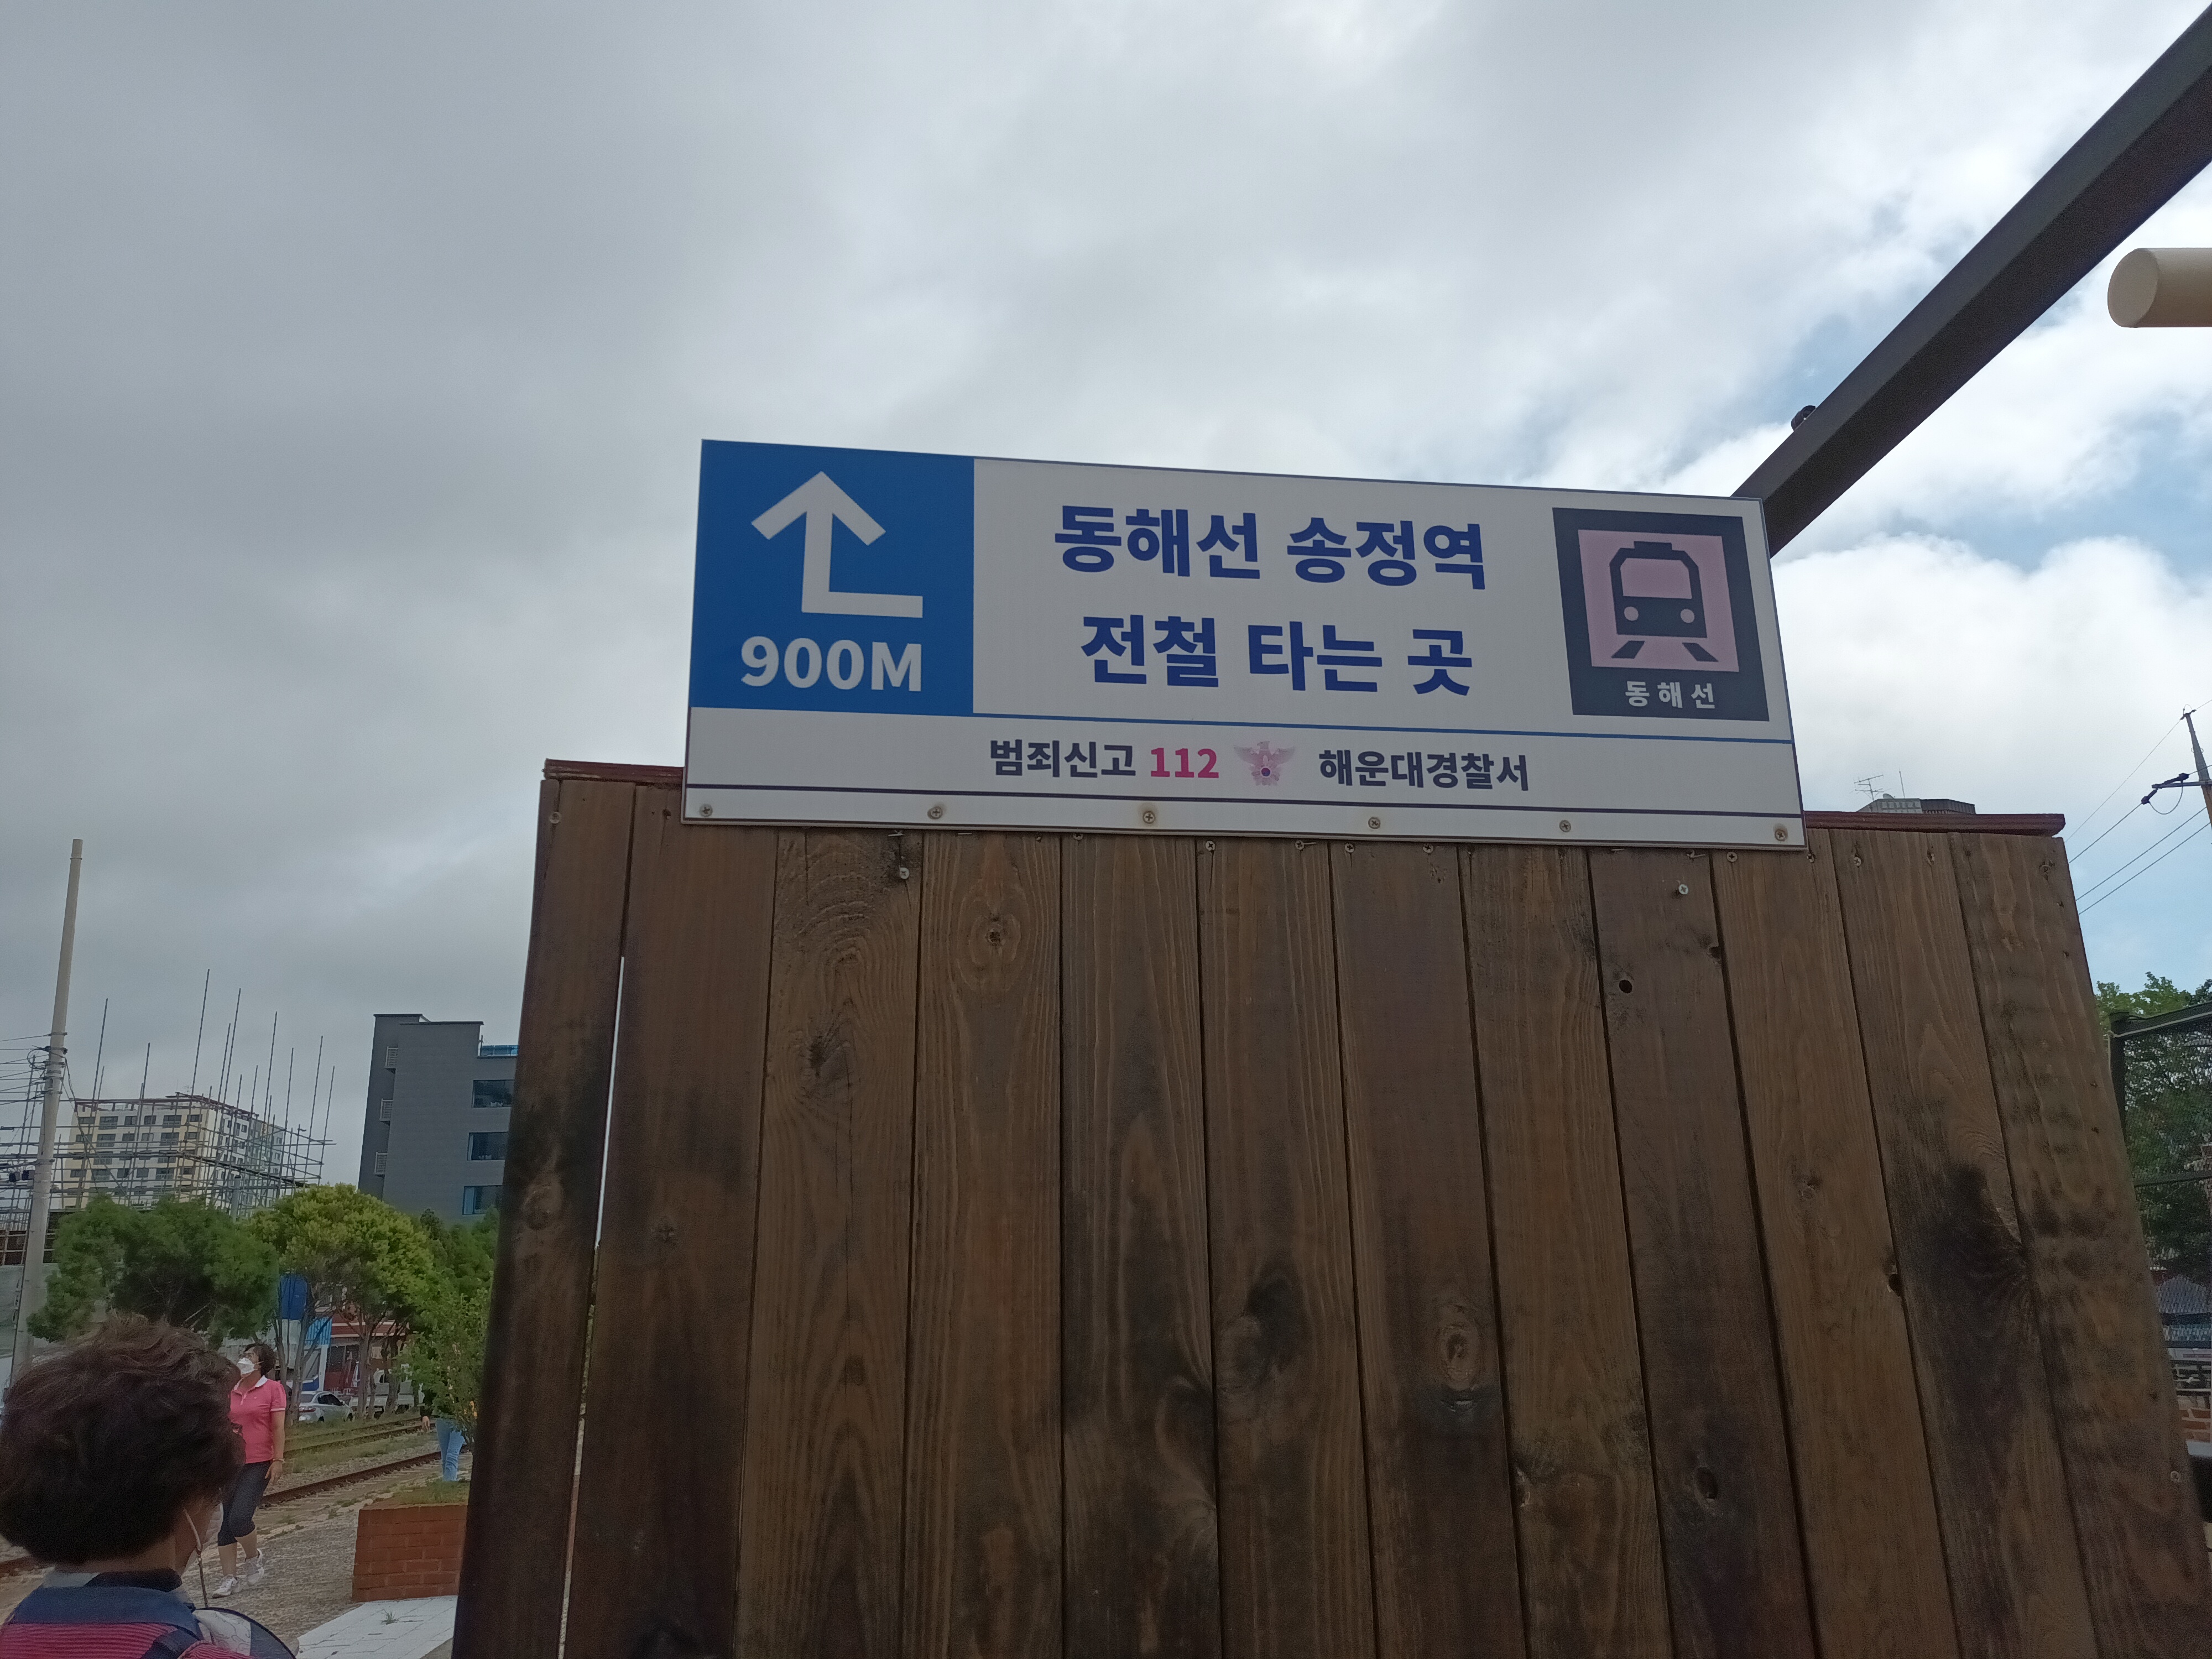 900M
동해선 송정역
전철 타는 곳
동해선
범죄신고 112 해운대경찰서